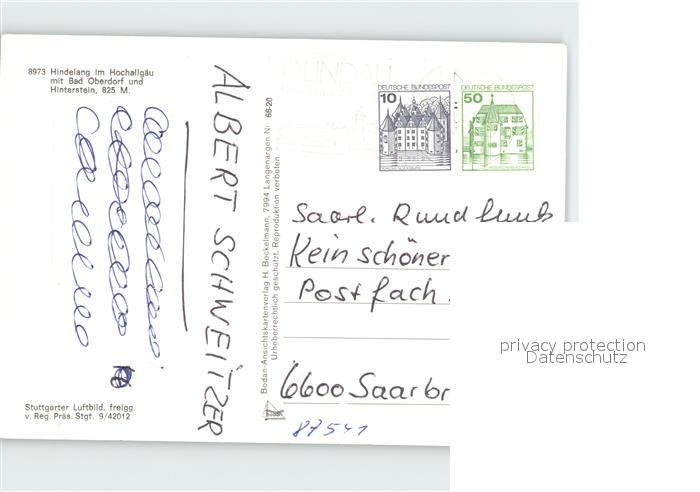 8973 Hindelang im Hochallgäu
mit Bad Oberdorf und
Hinterstein, 825 M.
ALBERT SCHWEITZER
Stuttgarter Luftbild, freigg.
v. Reg. Präs. Stgt. 9/42012
Bodan-Ansichtskartenverlag H. Bockelmann, 7994 Langenargen Nr. 66-20
Urheberrechtlich geschützt. Reproduktion verboten.
LINDAU
DEUTSCHE BUNDESPOST
10
DEUTSCHE BUNDESPOST
50
Saarl. Rundfunk
Kein schöner
Postfach
6600 Saarbr
87541
privacy protection
Datenschutz